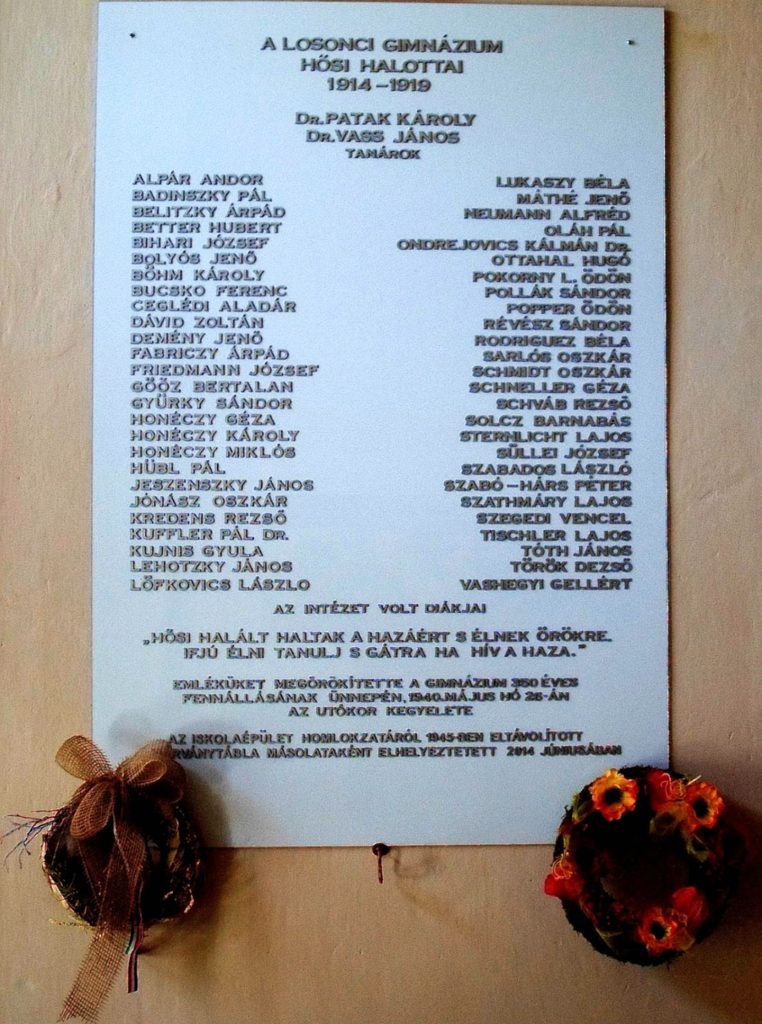 A LOSONCI GIMNÁZIUM
HŐSI HALOTTAI
1914–1919
DR. PATAK KÁROLY
DR. VASS JÁNOS
TANÁROK
ALPÁR ANDOR
BADINSZKY PÁL
BELITZKY ÁRPÁD
BETTER HUBERT
BIHARI JÓZSEF
BOLYÓS JENŐ
BÖHM KÁROLY
BUCSKO FERENC
CEGLÉDI ALADÁR
DÁVID ZOLTÁN
DEMÉNY JENŐ
FABRICZY ÁRPÁD
FRIEDMANN JÓZSEF
GÖÖZ BERTALAN
GYÜRKY SÁNDOR
HONÉCZY GÉZA
HONÉCZY KÁROLY
HONÉCZY MIKLÓS
HÜBL PÁL
JESZENSZKY JÁNOS
JÓNÁSZ OSZKÁR
KREDENS REZSŐ
KUFFLER PÁL DR.
KUJNIS GYULA
LEHOTZKY JÁNOS
LÖFKOVICS LÁSZLO
LUKASZY BÉLA
MÁTHÉ JENŐ
NEUMANN ALFRÉD
OLÁH PÁL
ONDREJOVICS KÁLMÁN DR.
OTTAHAL HUGÓ
POKORNY L. ÖDÖN
POLLÁK SÁNDOR
POPPER ÖDÖN
RÉVÉSZ SÁNDOR
RODRIGUEZ BÉLA
SARLÓS OSZKÁR
SCHMIDT OSZKÁR
SCHNELLER GÉZA
SCHVÁB REZSŐ
SOLCZ BARNABÁS
STERNLICHT LAJOS
SÜLLEI JÓZSEF
SZABADOS LÁSZLÓ
SZABÓ–HÁRS PÉTER
SZATHMÁRY LAJOS
SZEGEDI VENCEL
TISCHLER LAJOS
TÓTH JÁNOS
TÖRÖK DEZSŐ
VASHEGYI GELLÉRT
AZ INTÉZET VOLT DIÁKJAI
„HŐSI HALÁLT HALTAK A HAZÁÉRT S ÉLNEK ÖRÖKRE.
IFJÚ ÉLNI TANULJ S GÁTRA HA HÍV A HAZA.”
EMLÉKÜKET MEGÖRÖKÍTETTE A GIMNÁZIUM 350 ÉVES
FENNÁLLÁSÁNAK ÜNNEPÉN, 1940. MÁJUS HÓ 26-ÁN
AZ UTÓKOR KEGYELETE
AZ ISKOLAÉPÜLET HOMLOKZATÁRÓL 1945-BEN ELTÁVOLÍTOTT
MÁSOLATAKÉNT ELHELYEZTETETT 2014 JÚNIUSÁBAN